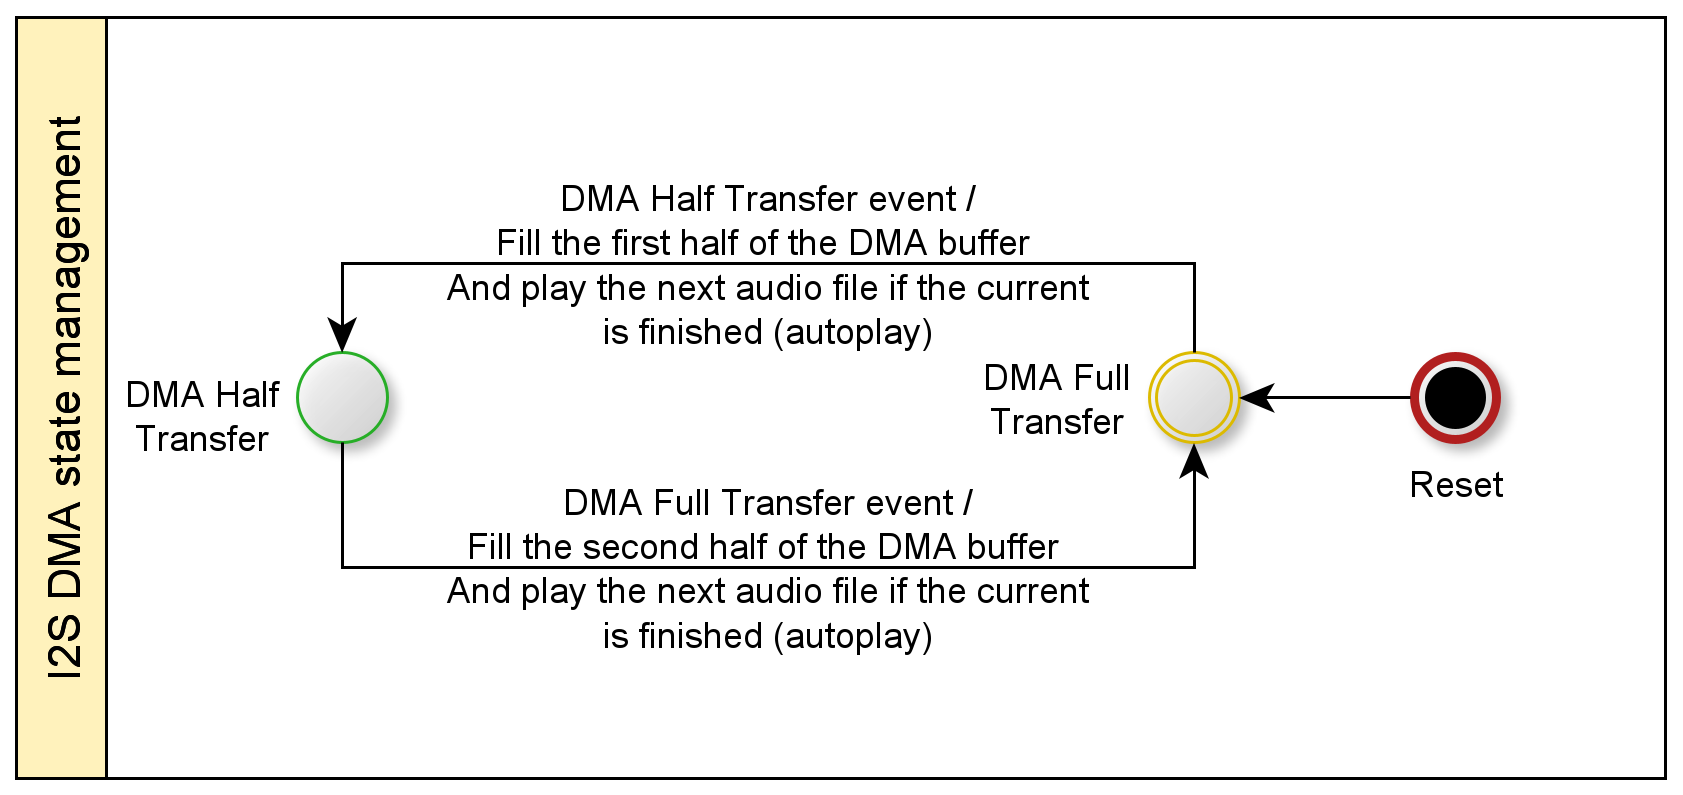 I2S DMA state management
DMA Half Transfer event /
Fill the first half of the DMA buffer
And play the next audio file if the current
is finished (autoplay)
DMA Half
Transfer
DMA Full
Transfer
Reset
DMA Full Transfer event /
Fill the second half of the DMA buffer
And play the next audio file if the current
is finished (autoplay)